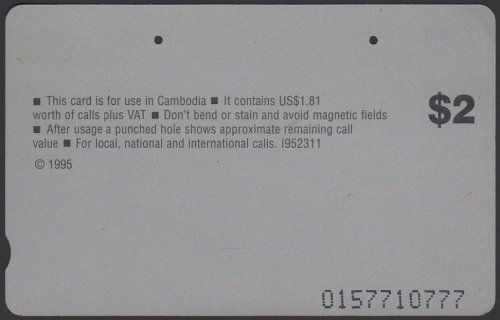 ■ This card is for use in Cambodia ■ It contains US$1.81
worth of calls plus VAT ■ Don't bend or stain and avoid magnetic fields
■ After usage a punched hole shows approximate remaining call
value ■ For local, national and international calls. I952311
© 1995
$2
0157710777